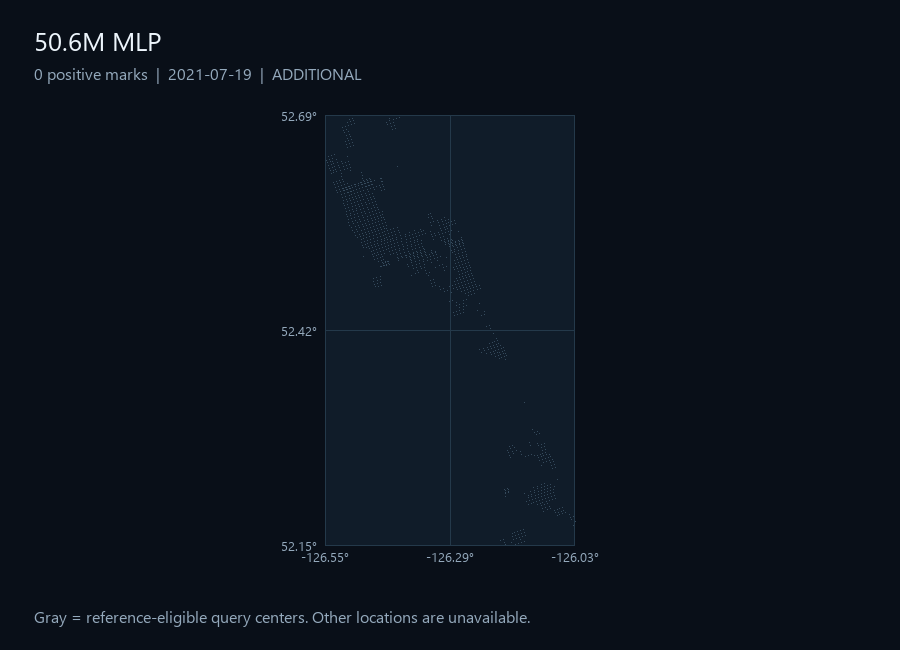 50.6M MLP
0 positive marks | 2021-07-19 | ADDITIONAL
52.69°
52.42°
52.15°
-126.55° -126.29° -126.03°
Gray = reference-eligible query centers. Other locations are unavailable.